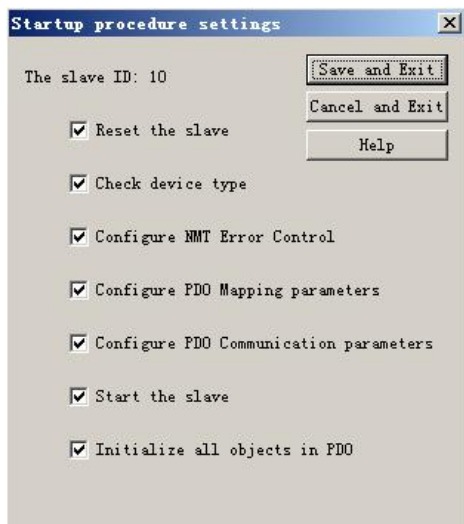 Startup procedure settings
The slave ID: 10
Save and Exit
Cancel and Exit
Help
Reset the slave
Check device type
Configure NMT Error Control
Configure PDO Mapping parameters
Configure PDO Communication parameters
Start the slave
Initialize all objects in PDO